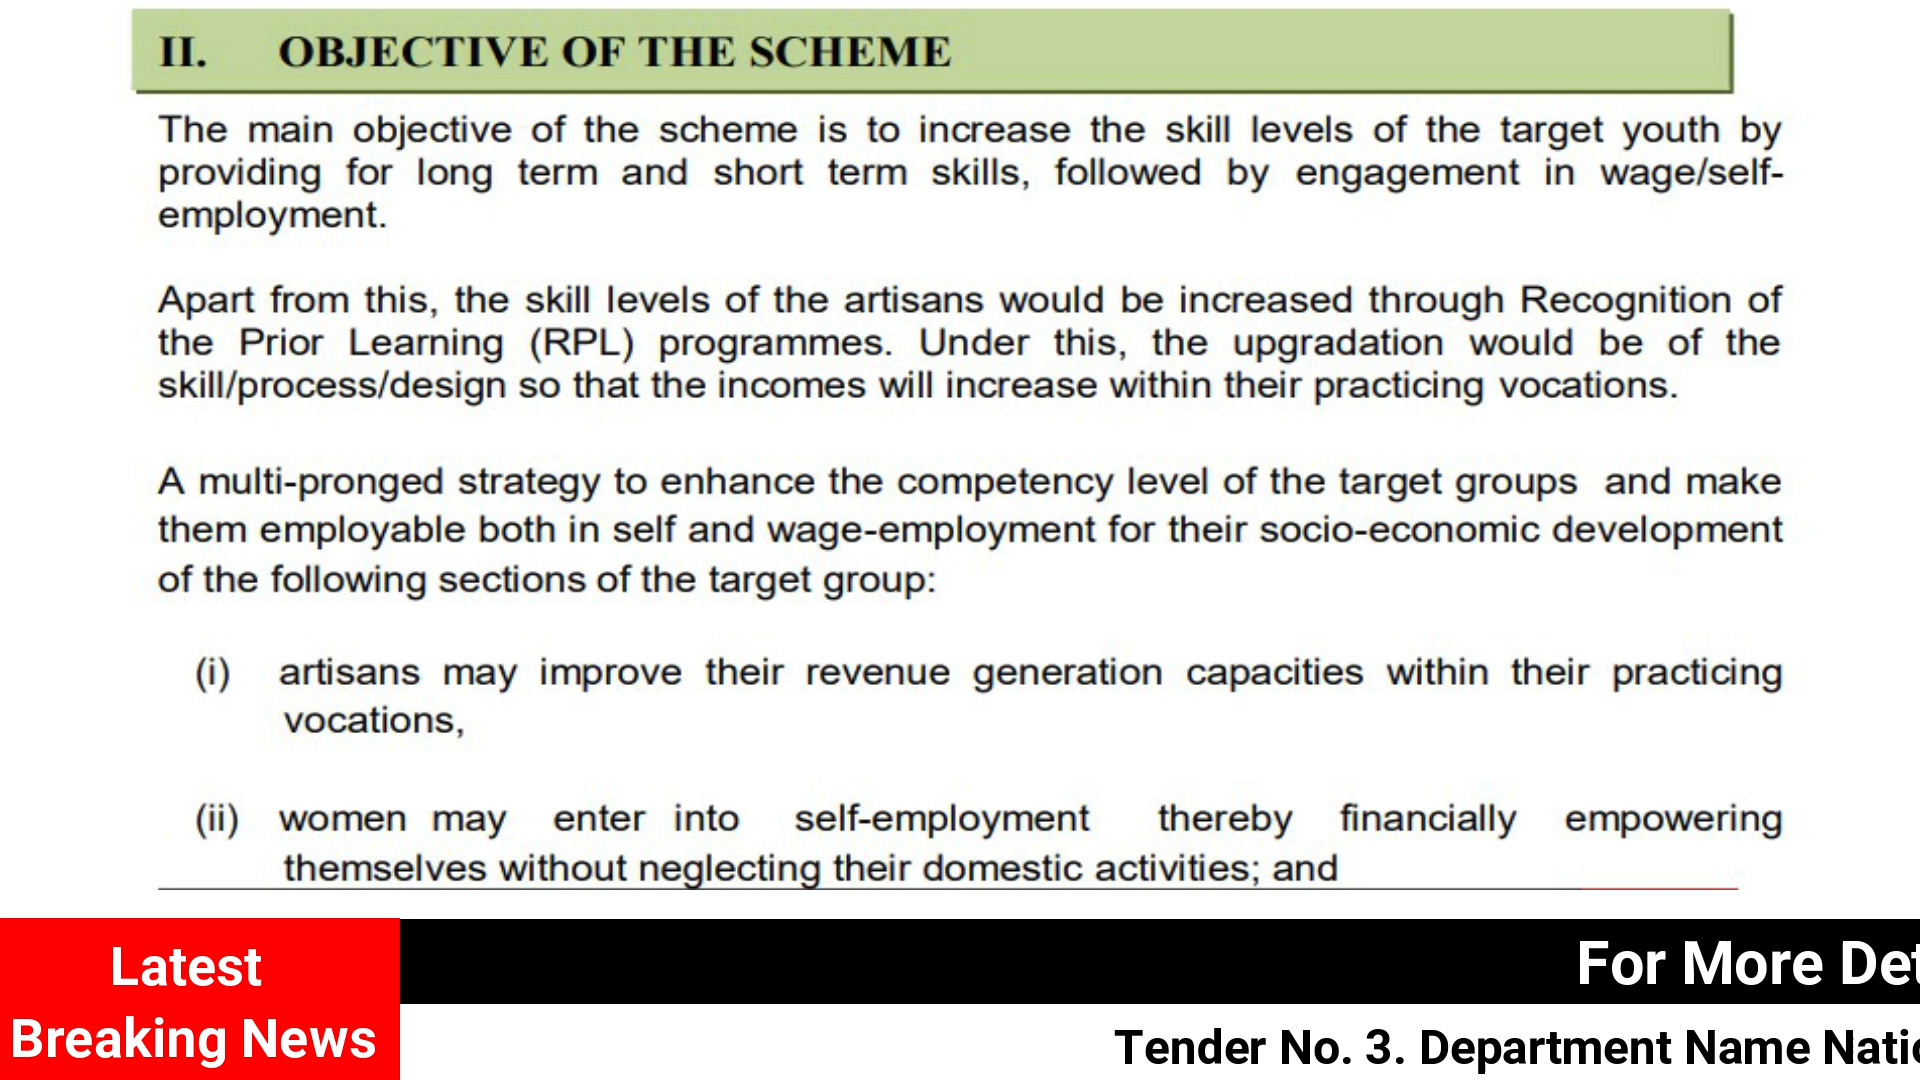 II. OBJECTIVE OF THE SCHEME
The main objective of the scheme is to increase the skill levels of the target youth by
providing for long term and short term skills, followed by engagement in wage/self-
employment.
Apart from this, the skill levels of the artisans would be increased through Recognition of
the Prior Learning (RPL) programmes. Under this, the upgradation would be of the
skill/process/design so that the incomes will increase within their practicing vocations.
A multi-pronged strategy to enhance the competency level of the target groups and make
them employable both in self and wage-employment for their socio-economic development
of the following sections of the target group:
(i) artisans may improve their revenue generation capacities within their practicing
vocations,
(ii) women may enter into self-employment thereby financially empowering
themselves without neglecting their domestic activities; and
Latest
Breaking News
For More
Tender No. 3. Department Name